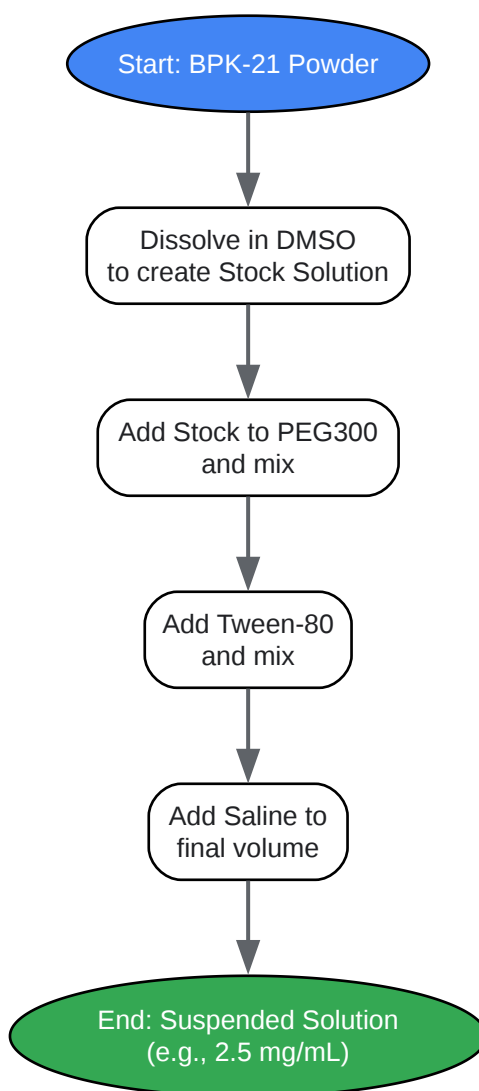 Start: BPK-21 Powder
Dissolve in DMSO
to create Stock Solution
Add Stock to PEG300
and mix
Add Tween-80
and mix
Add Saline to
final volume
End: Suspended Solution
(e.g., 2.5 mg/mL)